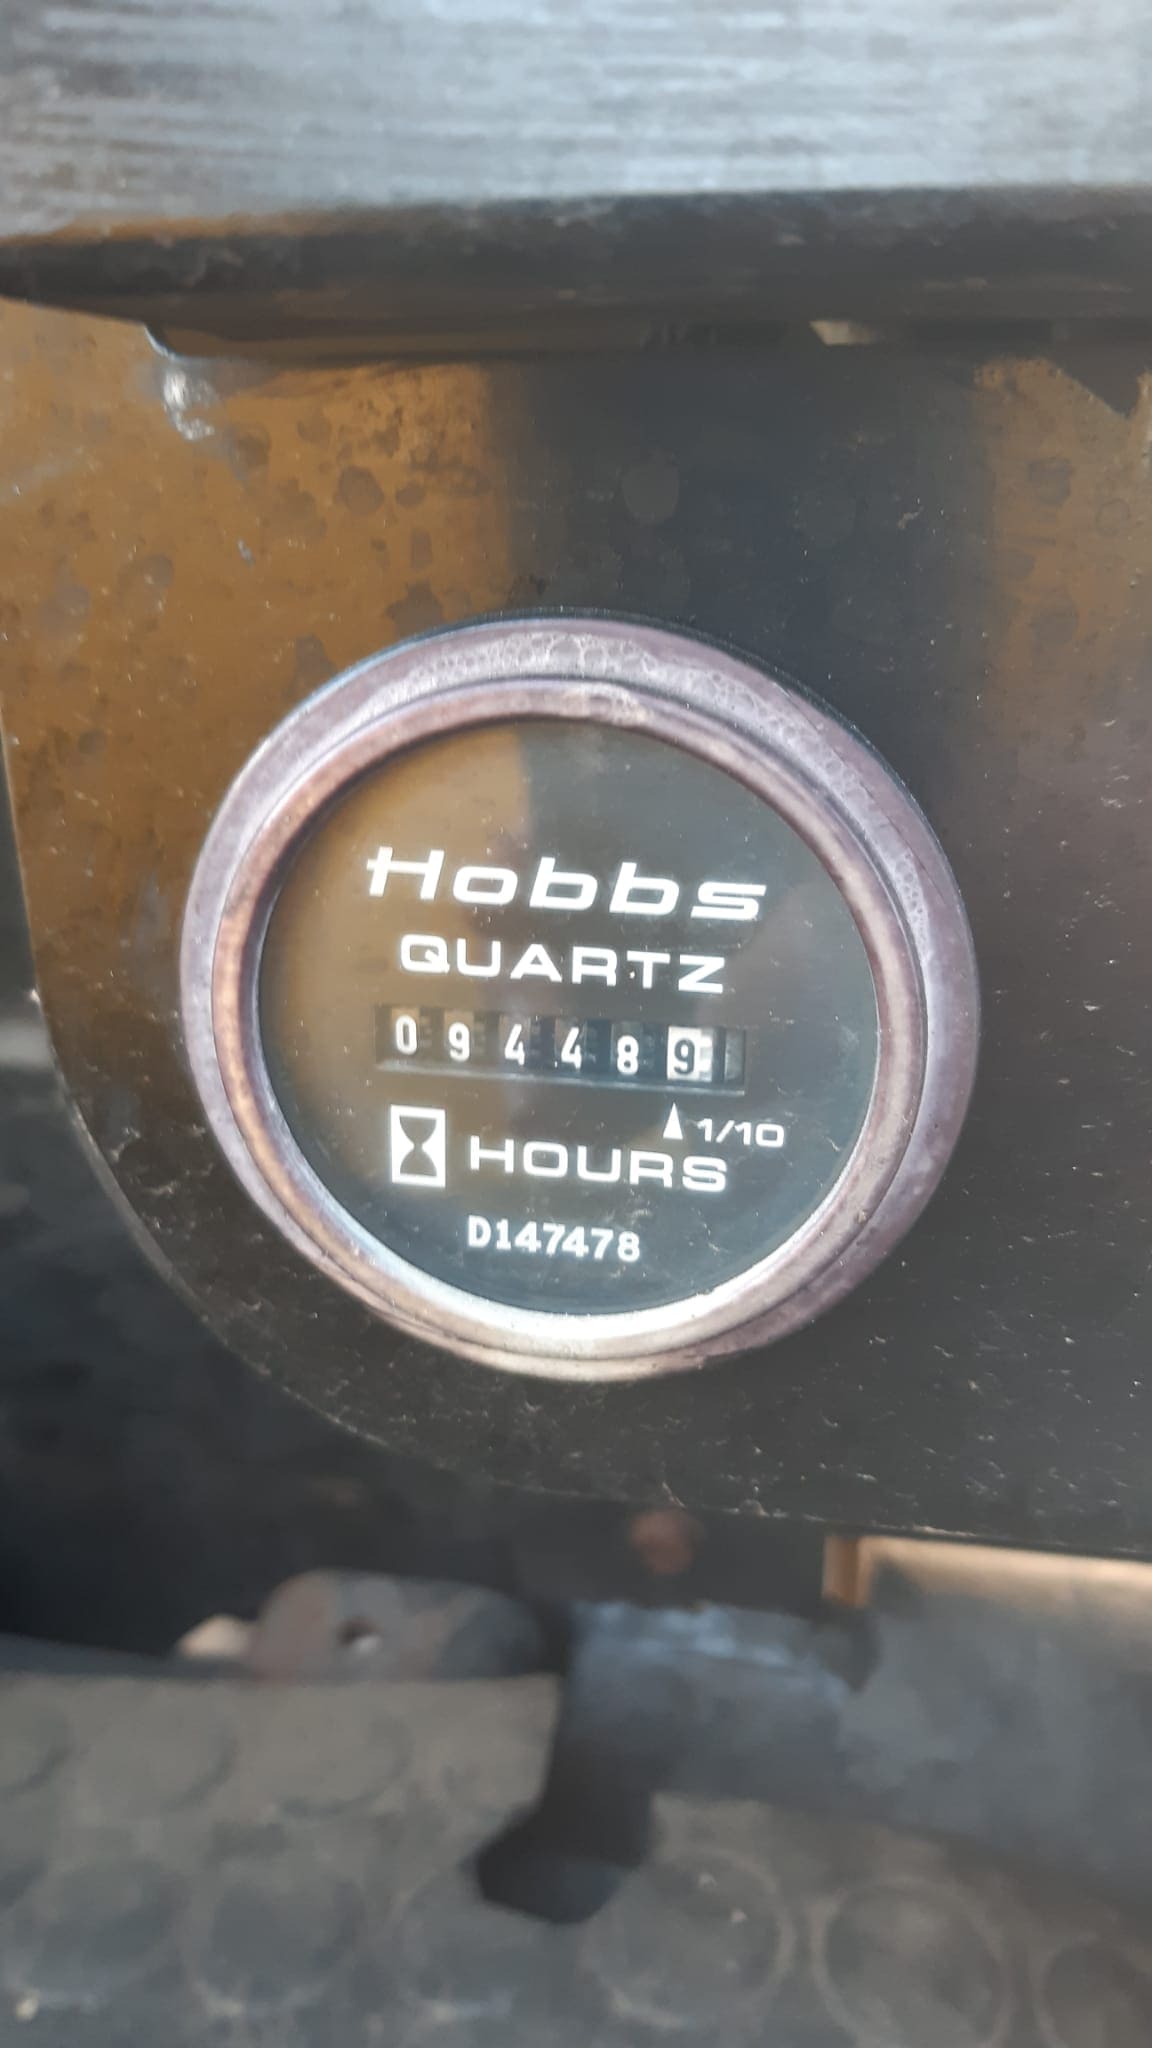 Hobbs
QUARTZ
094489
1/10
HOURS
D147478